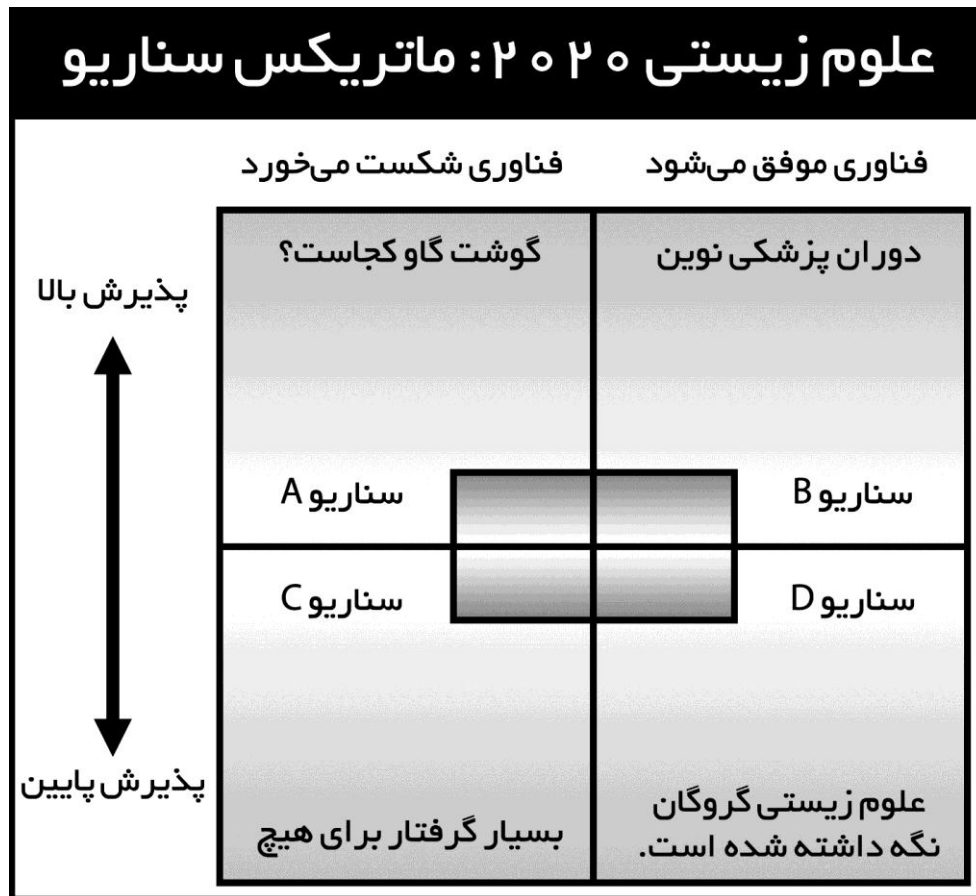 علوم زیستی ۲۰۲۰: ماتریکس سناریو
فناوری موفق می‌شود
فناوری شکست می‌خورد
پذیرش بالا
دوران پزشکی نوین
گوشت گاو کجاست؟
سناریو B
سناریو A
سناریو D
سناریو C
پذیرش پایین
علوم زیستی گروگان
نگه داشته شده است.
بسیار گرفتار برای هیچ